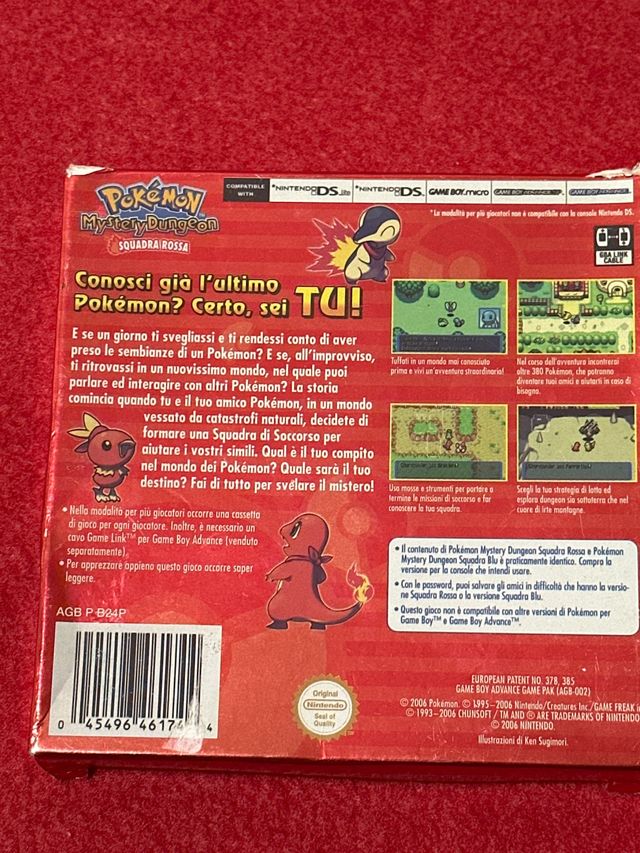 COMPATIBLE WITH
NINTENDO DS Lite
NINTENDO DS™
GAME BOY micro
GAME BOY ADVANCE SP
GAME BOY ADVANCE
POKéMON
Mystery Dungeon
SQUADRA ROSSA
*La modalità per più giocatori non è compatibile con la console Nintendo DS.
GBA LINK
CABLE
Conosci già l'ultimo
Pokémon? Certo, sei TU!
E se un giorno ti svegliassi e ti rendessi conto di aver
preso le sembianze di un Pokémon? E se, all'improvviso,
ti ritrovassi in un nuovissimo mondo, nel quale puoi
parlare ed interagire con altri Pokémon? La storia
comincia quando tu e il tuo amico Pokémon, in un mondo
vessato da catastrofi naturali, decidete di
formare una Squadra di Soccorso per
aiutare i vostri simili. Qual è il tuo compito
nel mondo dei Pokémon? Quale sarà il tuo
destino? Fai di tutto per svelare il mistero!
Tuffati in un mondo mai conosciuto
prima e vivi un'avventura straordinaria!
Nel corso dell'avventura incontrerai
oltre 380 Pokémon, che potranno
diventare tuoi amici e aiutarti in caso di
bisogno.
Usa mosse e strumenti per portare a
termine le missioni di soccorso e far
conoscere la tua squadra.
Scegli la tua strategia di lotta ed
esplora dungeon sia sottoterra che nel
cuore di irte montagne.
• Nella modalità per più giocatori occorre una cassetta
di gioco per ogni giocatore. Inoltre, è necessario un
cavo Game Link™ per Game Boy Advance (venduto
separatamente).
• Per apprezzare appieno questo gioco occorre saper
leggere.
• Il contenuto di Pokémon Mystery Dungeon Squadra Rossa e Pokémon
Mystery Dungeon Squadra Blu è praticamente identico. Compra la
versione per la console che intendi usare.
• Con le password, puoi salvare gli amici in difficoltà che hanno la versio-
ne Squadra Rossa o la versione Squadra Blu.
• Questo gioco non è compatibile con altre versioni di Pokémon per
Game Boy™ e Game Boy Advance™.
AGB P B24P
0 45496 4617 4
Original
Nintendo
Seal of
Quality
EUROPEAN PATENT NO. 378, 385
GAME BOY ADVANCE GAME PAK (AGB-002)
© 2006 Pokémon. © 1995-2006 Nintendo/Creatures Inc./GAME FREAK in
© 1993-2006 CHUNSOFT / TM AND ® ARE TRADEMARKS OF NINTENDO
© 2006 NINTENDO.
Illustrazioni di Ken Sugimori.